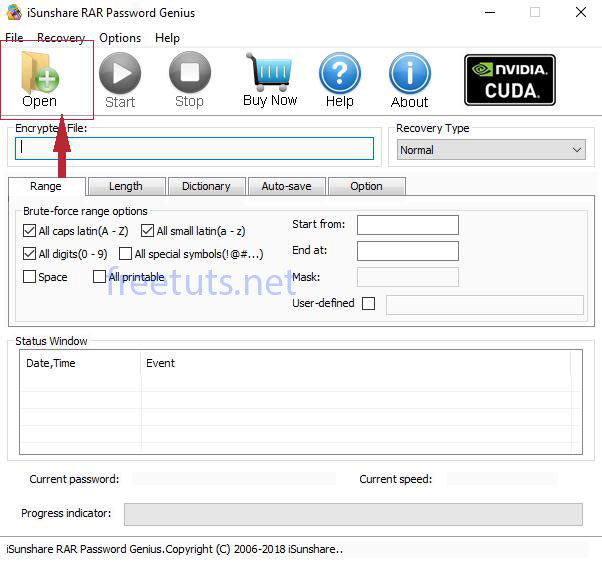 iSunshare RAR Password Genius
File Recovery Options Help
Open Start Stop Buy Now Help About NVIDIA. CUDA.
Encrypted File: Recovery Type
Normal
Range Length Dictionary Auto-save Option
Brute-force range options
All caps latin(A - Z) All small latin(a - z) Start from:
All digits(0 - 9) All special symbols(!@#...) End at:
Space All printable Mask:
freetuts.net
User-defined
Status Window
Date,Time Event
Current password: Current speed:
Progress indicator:
iSunshare RAR Password Genius.Copyright (C) 2006-2018 iSunshare..